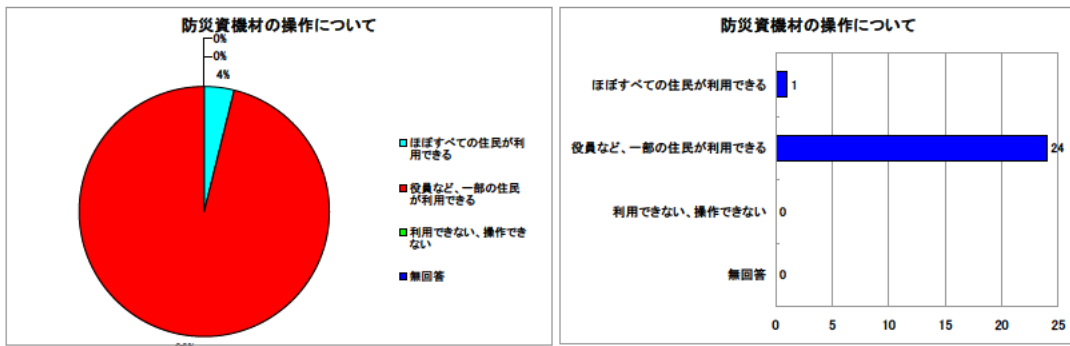 防災資機材の操作について
0%
0%
4%
ほぼすべての住民が利
用できる
役員など、一部の住民
が利用できる
利用できない、操作でき
ない
無回答
防災資機材の操作について
ほぼすべての住民が利用できる
1
役員など、一部の住民が利用できる
24
利用できない、操作できない
0
無回答
0
0 5 10 15 20 25